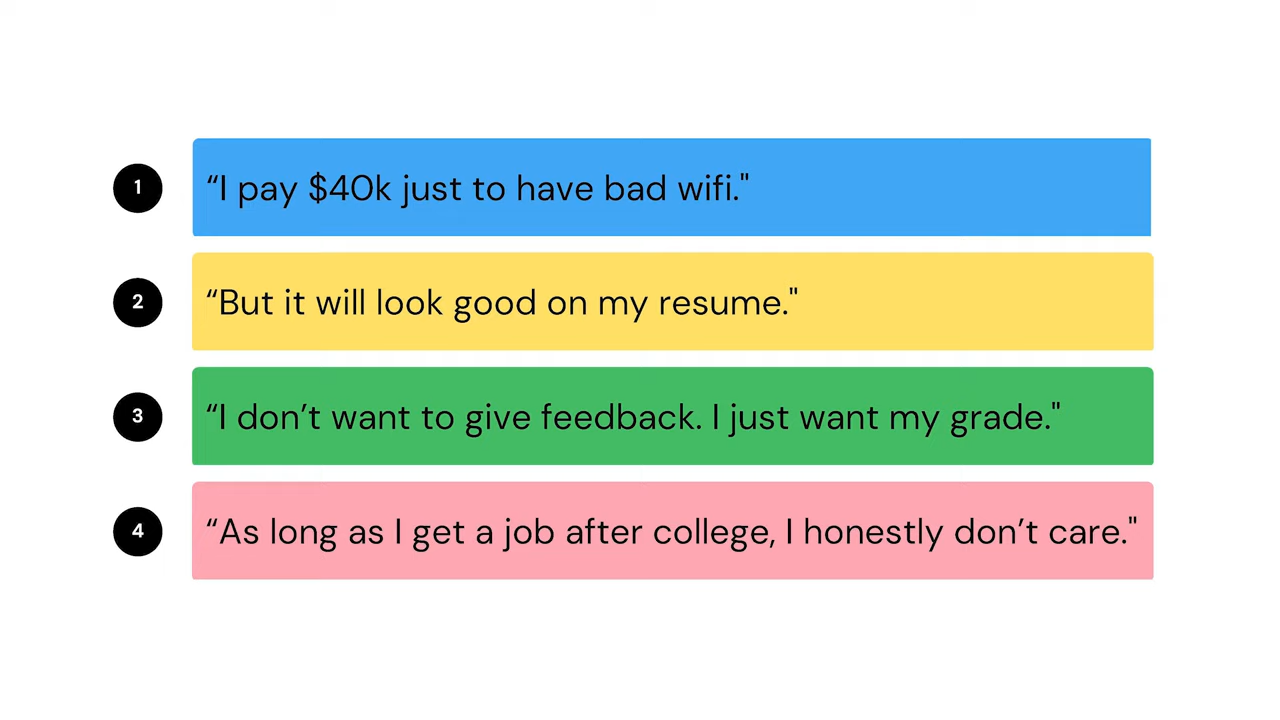 1 “I pay $40k just to have bad wifi."
2 “But it will look good on my resume."
3 “I don’t want to give feedback. I just want my grade."
4 “As long as I get a job after college, I honestly don’t care."